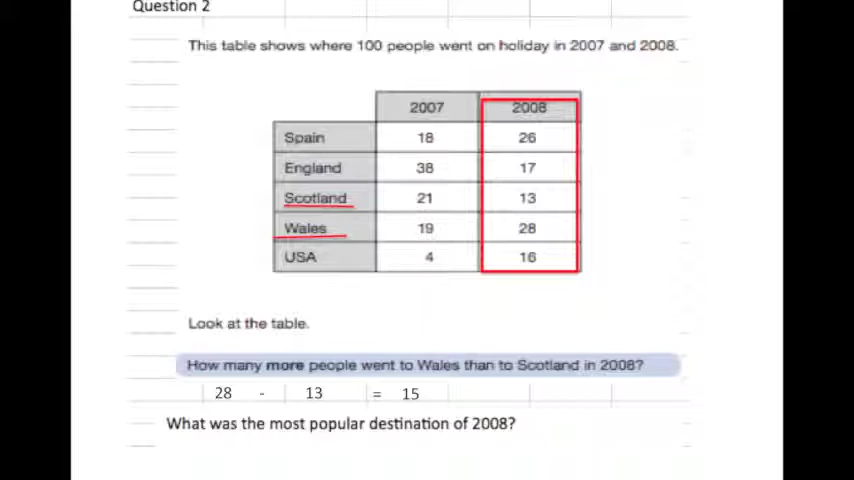 Question 2
This table shows where 100 people went on holiday in 2007 and 2008.
2007 2008
Spain 18 26
England 38 17
Scotland 21 13
Wales 19 28
USA 4 16
Look at the table.
How many more people went to Wales than to Scotland in 2008?
28 - 13 = 15
What was the most popular destination of 2008?